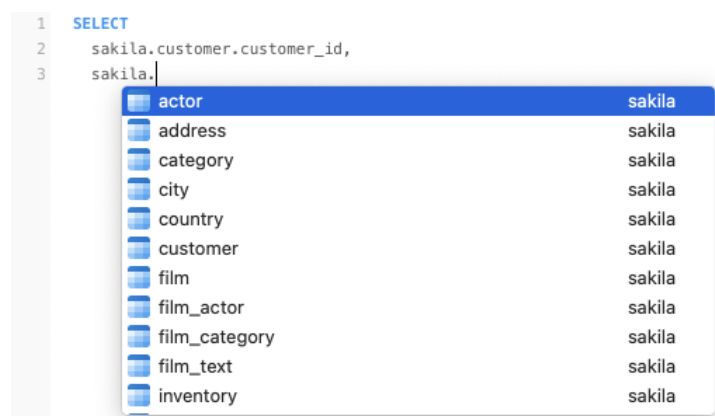 1 SELECT
2 sakila.customer.customer_id,
3 sakila.
actor sakila
address sakila
category sakila
city sakila
country sakila
customer sakila
film sakila
film_actor sakila
film_category sakila
film_text sakila
inventory sakila